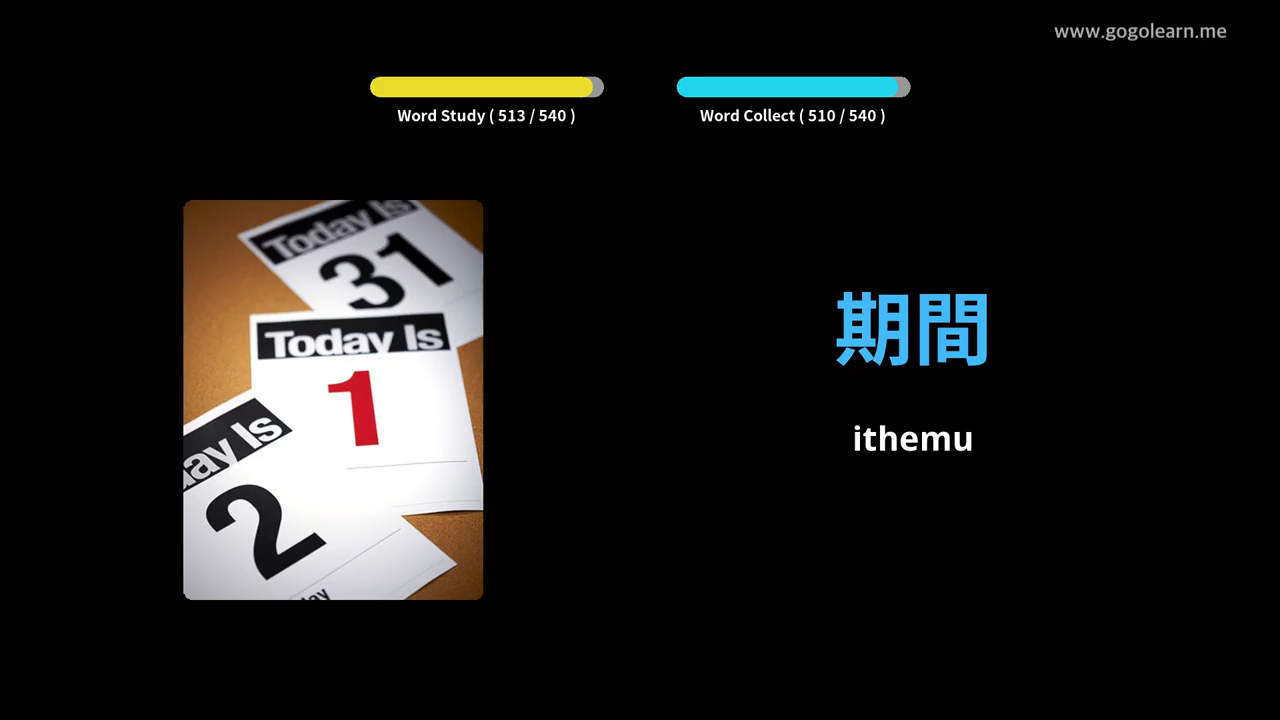 www.gogolearn.me
Word Study ( 513 / 540 )
Word Collect ( 510 / 540 )
Today Is
31
Today Is
1
ay Is
2
ay
期間
ithemu